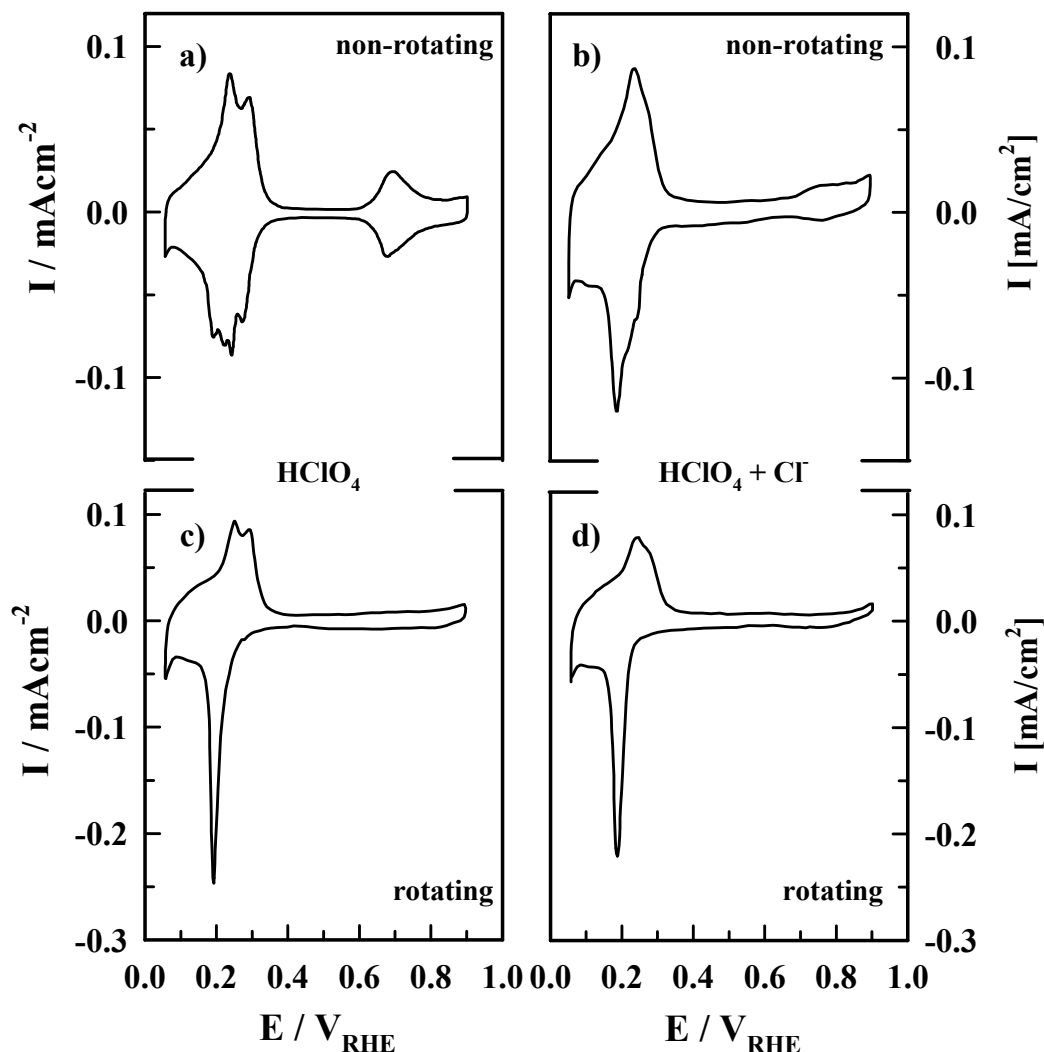 a) non-rotating
b) non-rotating
0.1
0.0
-0.1
I / mAcm⁻²
0.1
0.0
-0.1
I [mA/cm²]
HClO₄
HClO₄ + Cl⁻
c)
d)
0.1
0.0
-0.1
-0.2
-0.3
I / mAcm⁻²
rotating
rotating
0.1
0.0
-0.1
-0.2
-0.3
I [mA/cm²]
0.0 0.2 0.4 0.6 0.8 1.0
0.0 0.2 0.4 0.6 0.8 1.0
E / V_RHE
E / V_RHE